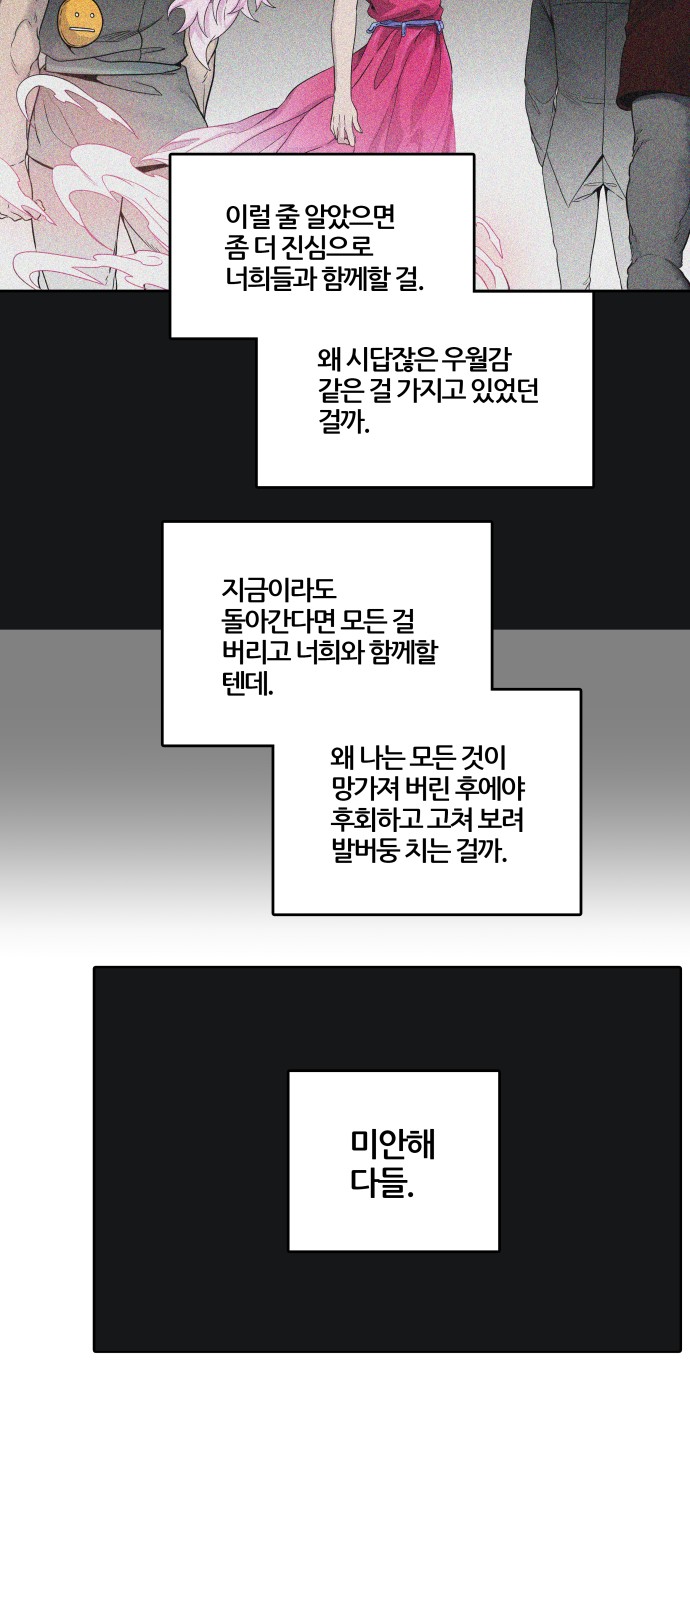 이럴 줄 알았으면
좀 더 진심으로
너희들과 함께할 걸.
왜 시답잖은 우월감
같은 걸 가지고 있었던
걸까.
지금이라도
돌아간다면 모든 걸
버리고 너희와 함께할
텐데.
왜 나는 모든 것이
망가져 버린 후에야
후회하고 고쳐 보려
발버둥 치는 걸까.
미안해
다들.